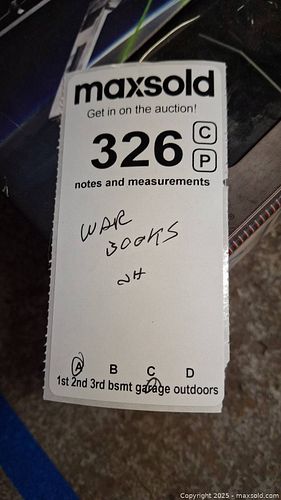 maxsold
Get in on the auction!
326 C
P
notes and measurements
WAR
BOOKS
JH
A B C D
1st 2nd 3rd bsmt garage outdoors
Copyright 2025 - maxsold.com